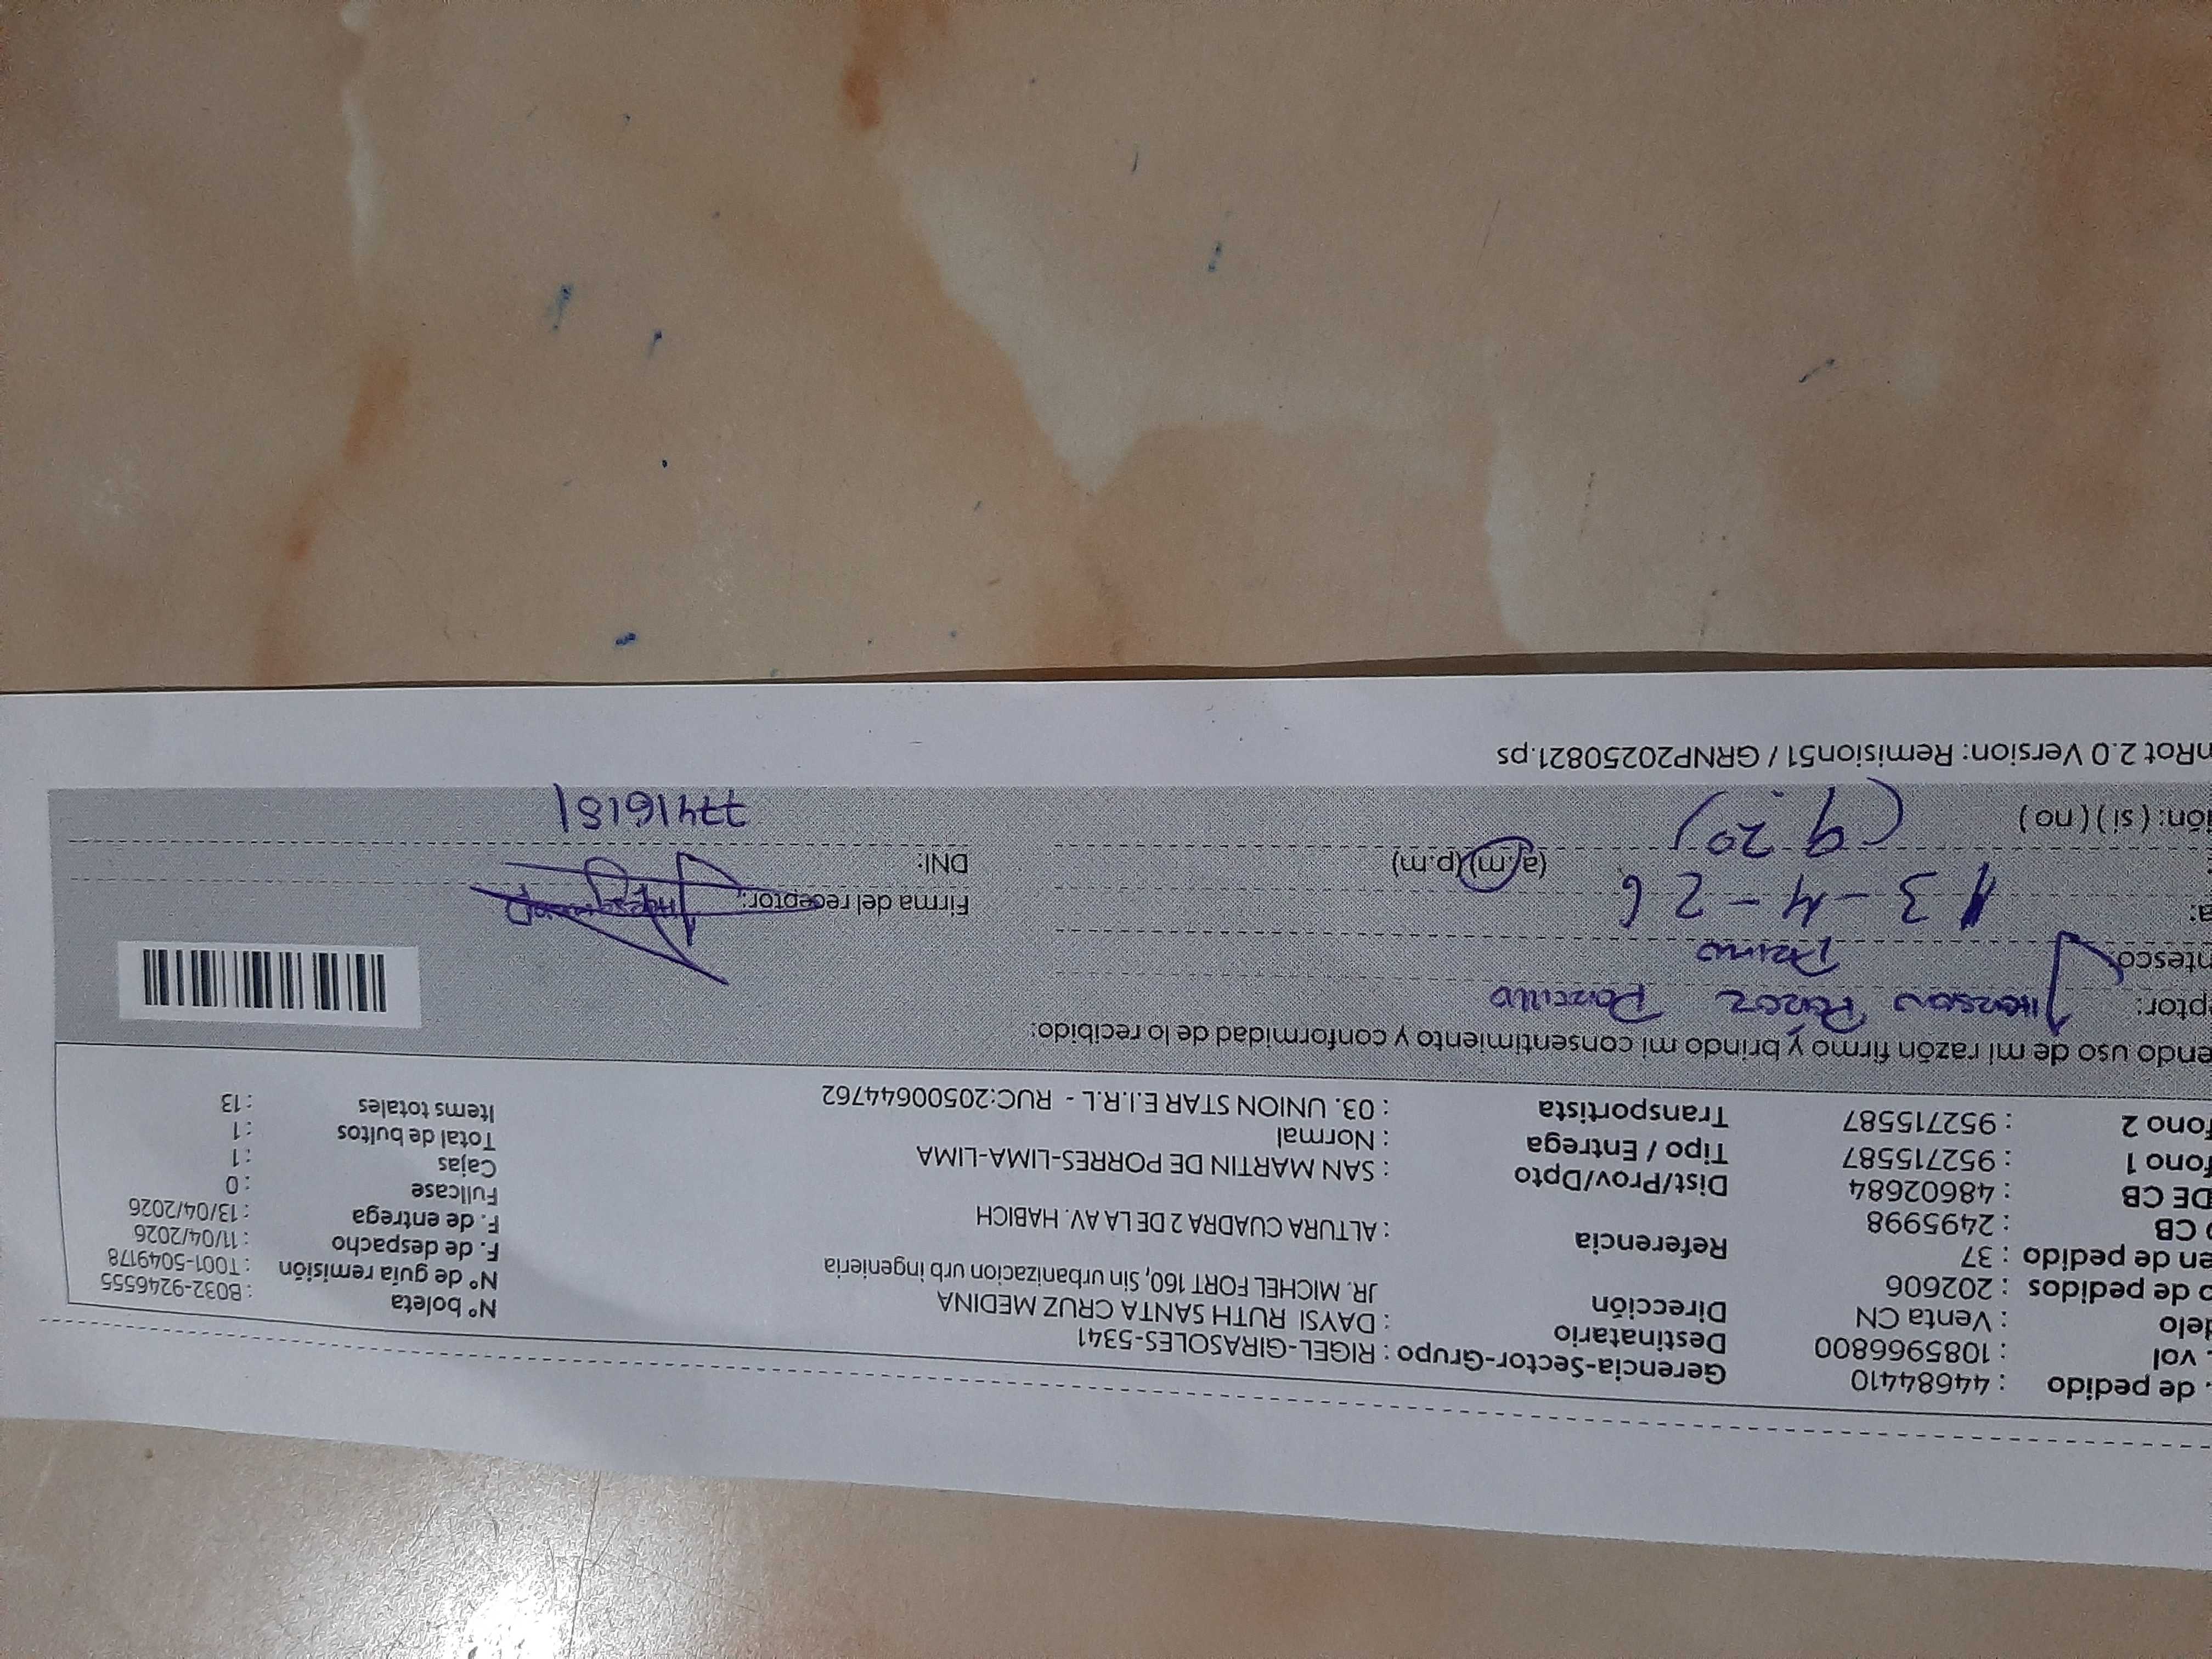 . de pedido : 44684410 Gerencia-Sector-Grupo : RIGEL-GIRASOLES-5341
. vol : 1085966800 Destinatario : DAYSI RUTH SANTA CRUZ MEDINA
delo : Venta CN Dirección JR. MICHEL FORT 160, Sin urbanizacion urb ingenieria
o de pedidos : 202606
en de pedido : 37 Referencia : ALTURA CUADRA 2 DE LA AV. HABICH
o CB : 2495998
DE CB : 48602684 Dist/Prov/Dpto : SAN MARTIN DE PORRES-LIMA-LIMA
fono 1 : 952715587 Tipo / Entrega : Normal
fono 2 : 952715587 Transportista : 03. UNION STAR E.I.R.L - RUC:20500644762
N° boleta : B032-9246555
N° de guía remisión : T001-5049178
F. de despacho : 11/04/2026
F. de entrega : 13/04/2026
Fullcase : 0
Cajas : 1
Total de bultos : 1
Items totales : 13
endo uso de mi razón firmo y brindo mi consentimiento y conformidad de lo recibido:
eptor: Perez
ntesco Primo
a: 13-4-26
(a.m)(p.m)
ión: (si) (no) (9:20)
Firma del receptor:
DNI: 77416181
nRot 2.0 Version: Remision51 / GRNP20250821.ps